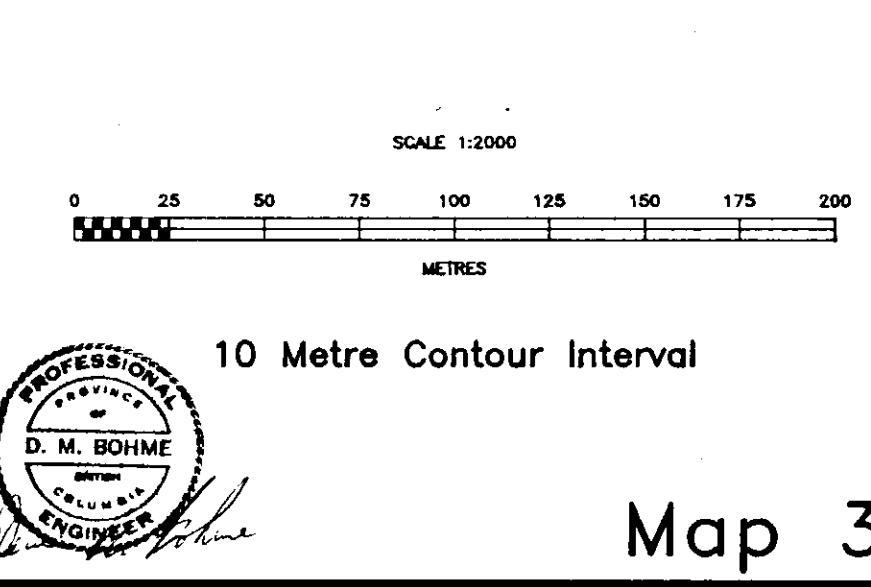 SCALE 1:2000
0 25 50 75 100 125 150 175 200
METRES
10 Metre Contour Interval
PROFESSIONAL
PROVINCE
OF
D. M. BOHME
BRITISH
COLUMBIA
ENGINEER
Map 3